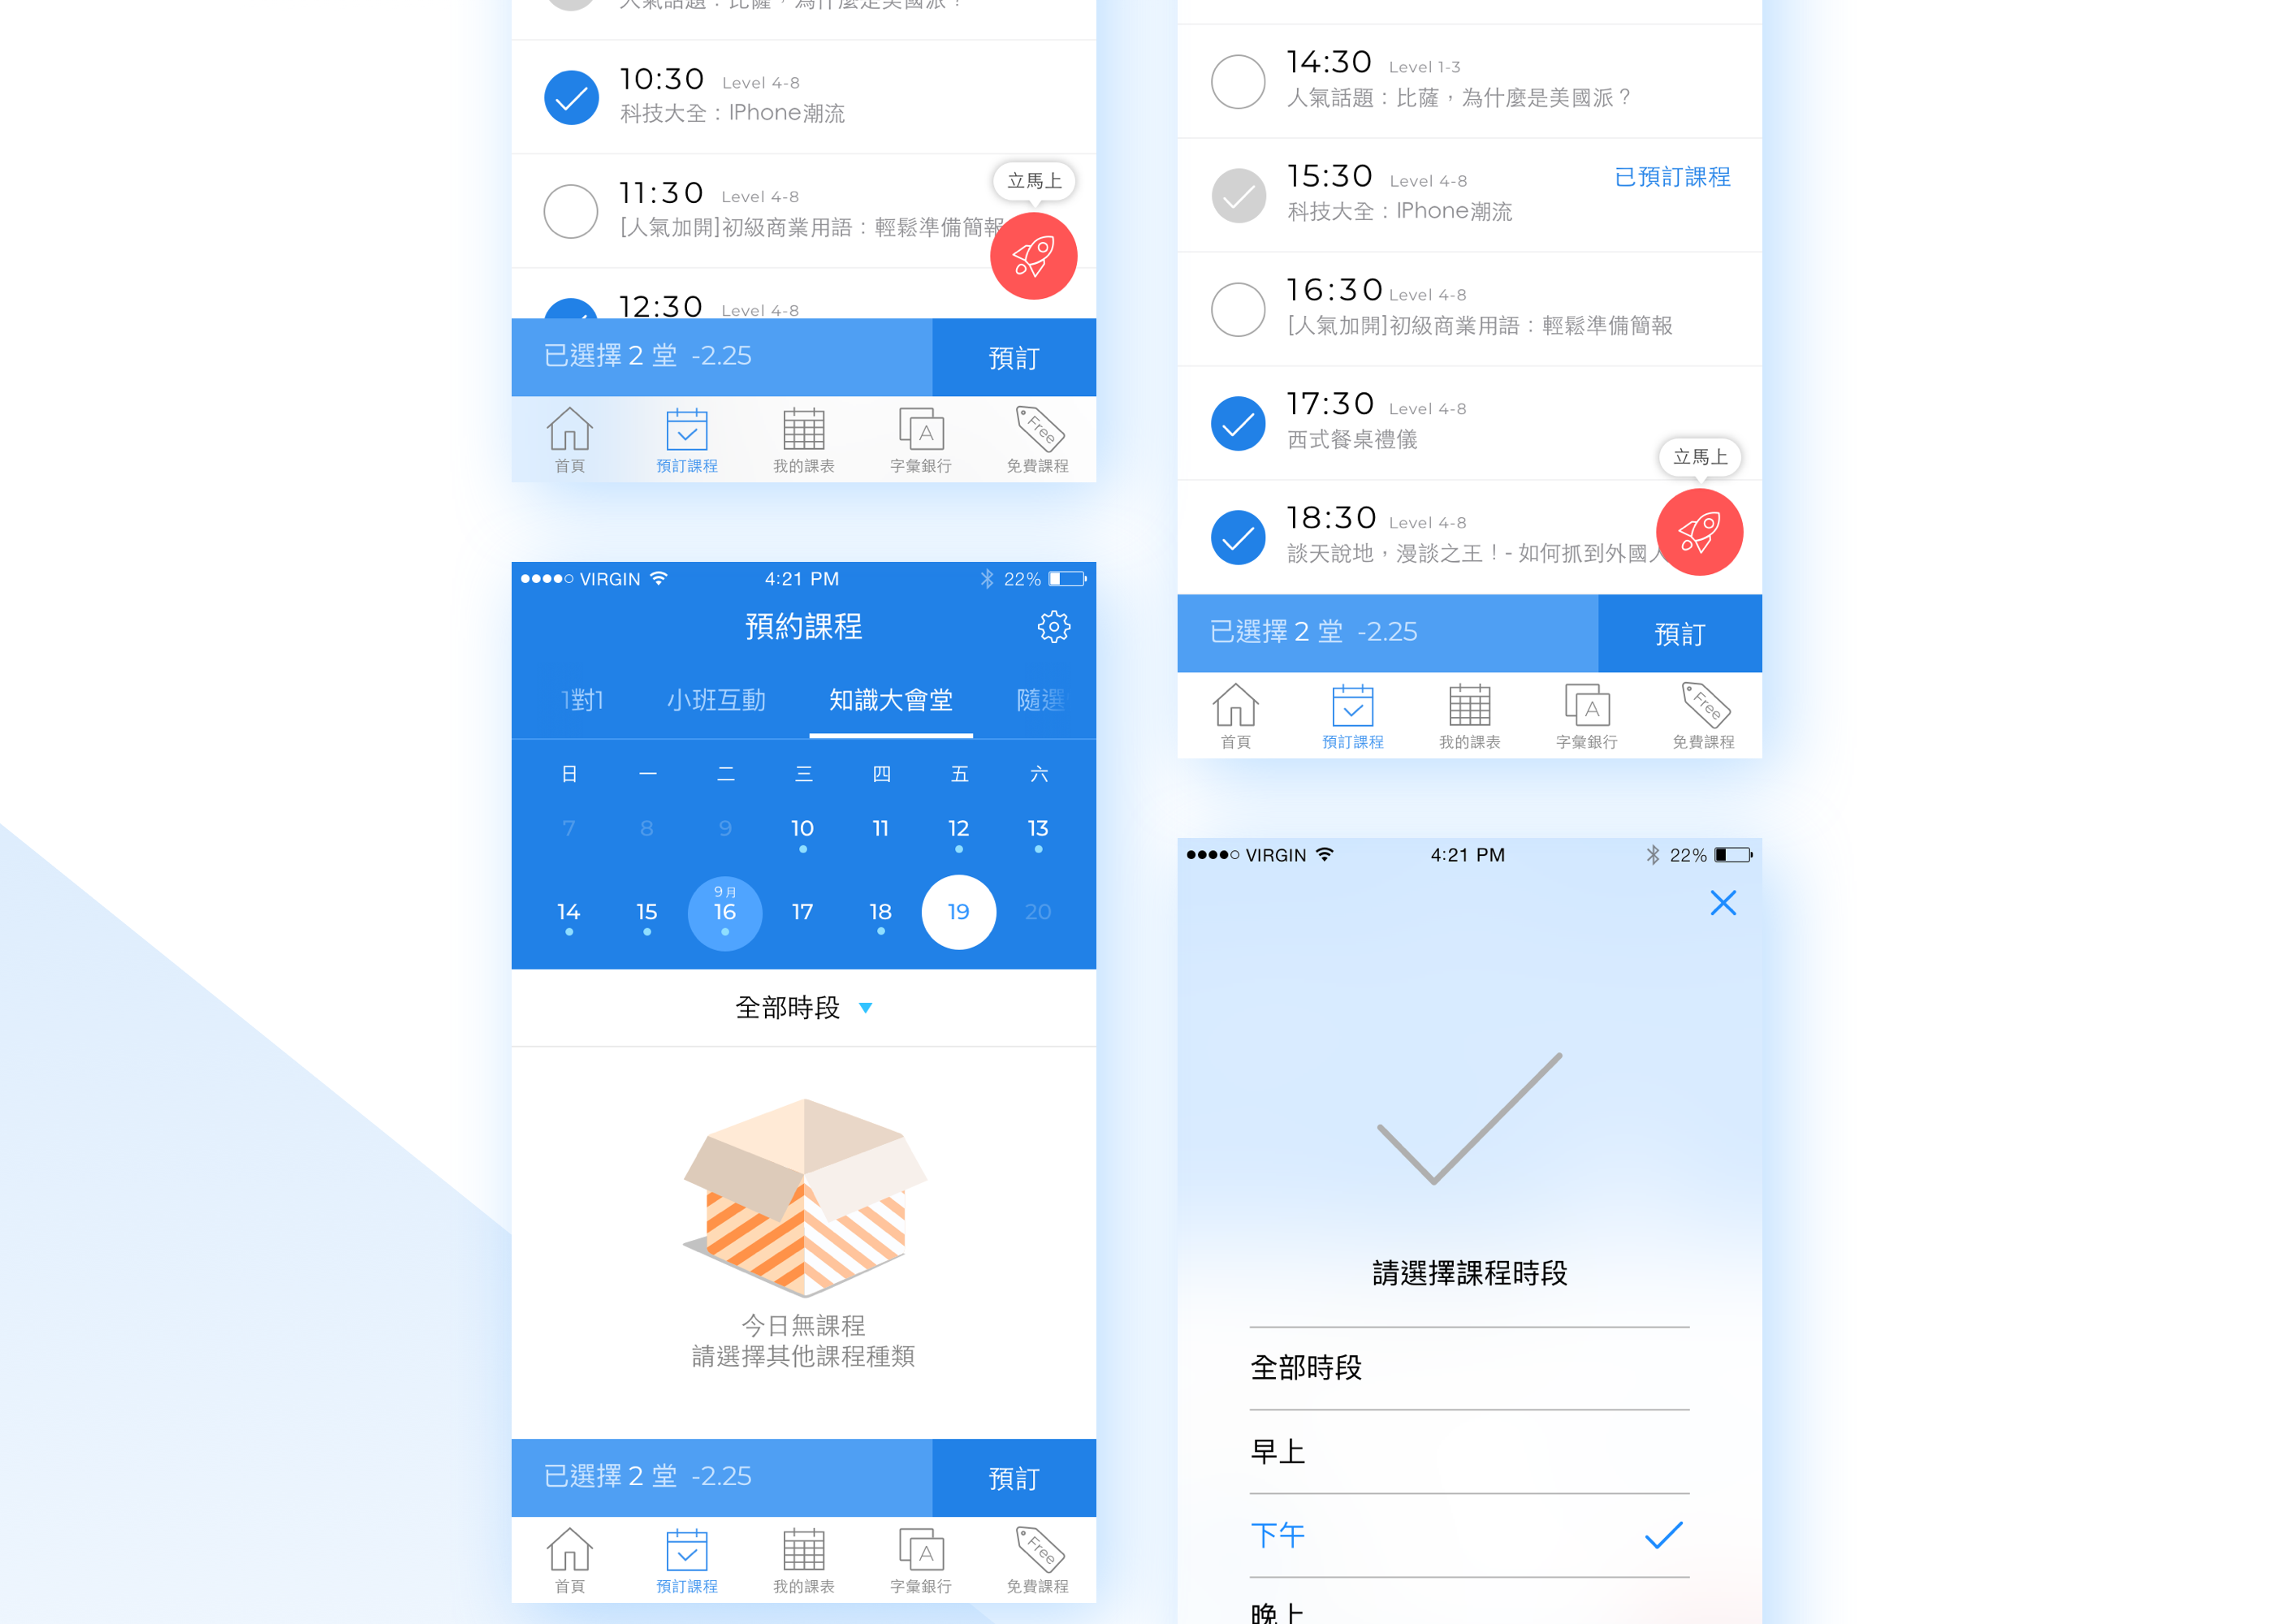 人氣話題：比薩，為什麼是美國派？
10:30 Level 4-8
科技大全：IPhone潮流
立馬上
11:30 Level 4-8
[人氣加開]初級商業用語：輕鬆準備簡報
12:30 Level 4-8
已選擇 2 堂 -2.25
預訂
首頁 預訂課程 我的課表 字彙銀行 免費課程
A
Free
●●●●○ VIRGIN 4:21 PM 22%
預約課程
1對1 小班互動 知識大會堂 隨選
日 一 二 三 四 五 六
7 8 9 10 11 12 13
9月
14 15 16 17 18 19 20
全部時段 ▼
今日無課程
請選擇其他課程種類
已選擇 2 堂 -2.25
預訂
A
Free
首頁 預訂課程 我的課表 字彙銀行 免費課程
14:30 Level 1-3
人氣話題：比薩，為什麼是美國派？
15:30 Level 4-8 已預訂課程
科技大全：IPhone潮流
16:30 Level 4-8
[人氣加開]初級商業用語：輕鬆準備簡報
17:30 Level 4-8
西式餐桌禮儀
立馬上
18:30 Level 4-8
談天說地，漫談之王！- 如何抓到外國人
已選擇 2 堂 -2.25
預訂
A
Free
首頁 預訂課程 我的課表 字彙銀行 免費課程
●●●●○ VIRGIN 4:21 PM 22%
請選擇課程時段
全部時段
早上
下午
晚上